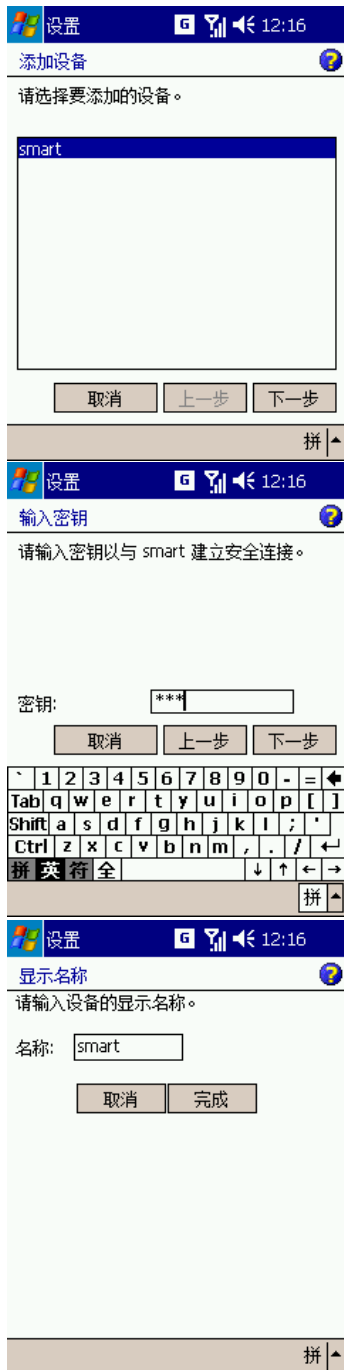 设置 G 12:16
添加设备
请选择要添加的设备。
smart
取消 上一步 下一步
拼
设置 G 12:16
输入密钥
请输入密钥以与 smart 建立安全连接。
密钥: ***
取消 上一步 下一步
` 1 2 3 4 5 6 7 8 9 0 - =
Tab q w e r t y u i o p [ ]
Shift a s d f g h j k l ; '
Ctrl z x c v b n m , . /
拼 英 符 全 ↓ ↑ ← →
拼
设置 G 12:16
显示名称
请输入设备的显示名称。
名称: smart
取消 完成
拼